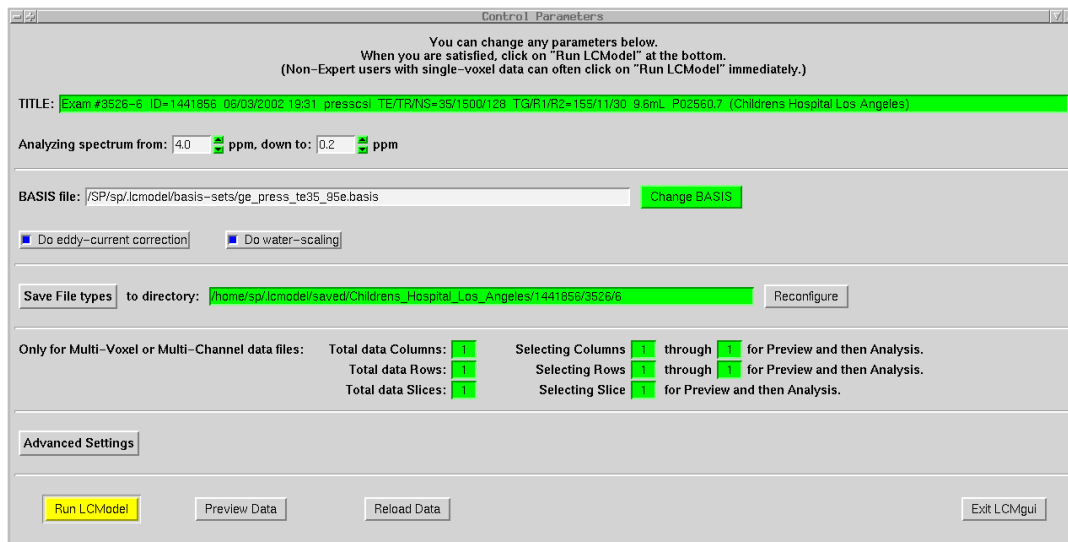 Control Parameters
You can change any parameters below.
When you are satisfied, click on "Run LCModel" at the bottom.
(Non-Expert users with single-voxel data can often click on "Run LCModel" immediately.)
TITLE: Exam #3526-6 ID=1441856 06/03/2002 19:31 presscsi TE/TR/NS=35/1500/128 TG/R1/R2=155/11/30 9.6mL P02560.7 (Childrens Hospital Los Angeles)
Analyzing spectrum from: 4.0 ppm, down to: 0.2 ppm
BASIS file: /SP/sp/.lcmodel/basis-sets/ge_press_te35_95e.basis Change BASIS
Do eddy-current correction Do water-scaling
Save File types to directory: /home/sp/.lcmodel/saved/Childrens_Hospital_Los_Angeles/1441856/3526/6 Reconfigure
Only for Multi-Voxel or Multi-Channel data files: Total data Columns: 1 Selecting Columns 1 through 1 for Preview and then Analysis.
Total data Rows: 1 Selecting Rows 1 through 1 for Preview and then Analysis.
Total data Slices: 1 Selecting Slice 1 for Preview and then Analysis.
Advanced Settings
Run LCModel Preview Data Reload Data Exit LCMgui